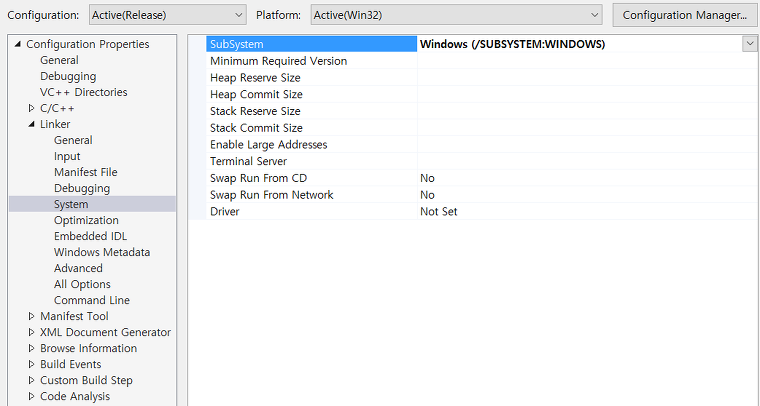 Configuration: Active(Release) Platform: Active(Win32) Configuration Manager...
Configuration Properties
General
Debugging
VC++ Directories
C/C++
Linker
General
Input
Manifest File
Debugging
System
Optimization
Embedded IDL
Windows Metadata
Advanced
All Options
Command Line
Manifest Tool
XML Document Generator
Browse Information
Build Events
Custom Build Step
Code Analysis
SubSystem Windows (/SUBSYSTEM:WINDOWS)
Minimum Required Version
Heap Reserve Size
Heap Commit Size
Stack Reserve Size
Stack Commit Size
Enable Large Addresses
Terminal Server
Swap Run From CD No
Swap Run From Network No
Driver Not Set